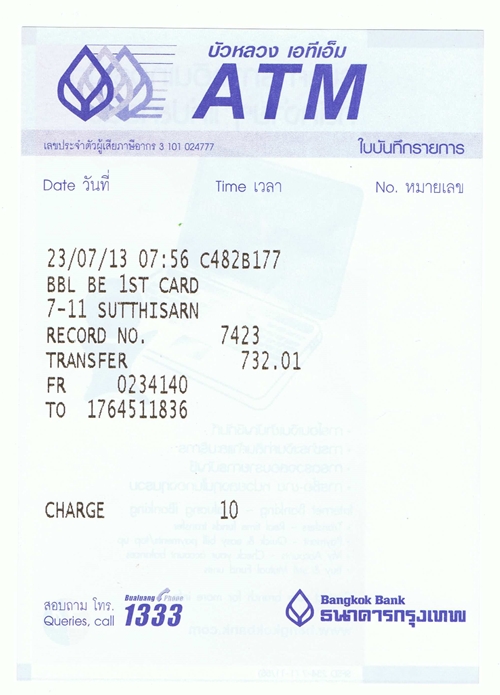 บัวหลวง เอทีเอ็ม
ATM
เลขประจำตัวผู้เสียภาษีอากร 3 101 024777
ใบบันทึกรายการ
Date วันที่ Time เวลา No. หมายเลข
23/07/13 07:56 C482B177
BBL BE 1ST CARD
7-11 SUTTHISARN
RECORD NO. 7423
TRANSFER 732.01
FR 0234140
TO 1764511836
CHARGE 10
สอบถาม โทร.
Queries, call
Bualuang Phone
1333
Bangkok Bank
ธนาคารกรุงเทพ